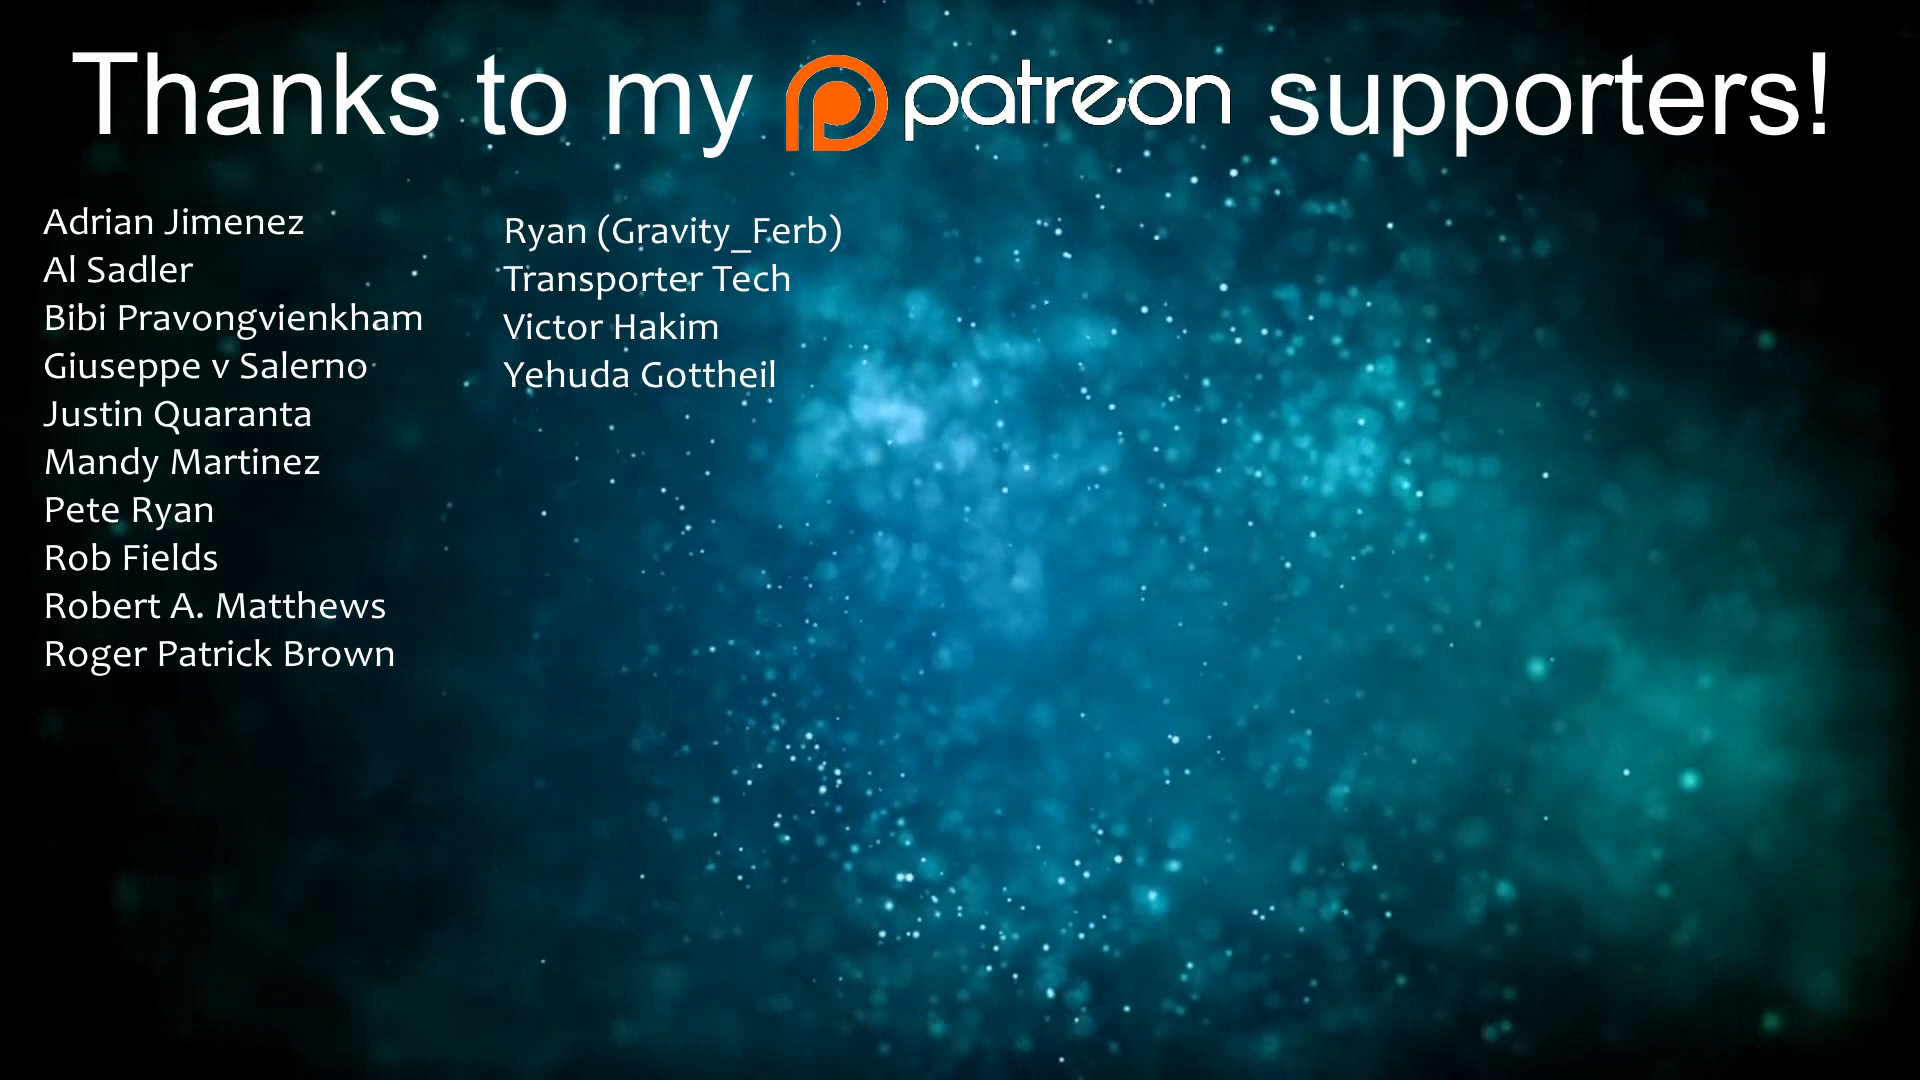 Thanks to my patreon supporters!
Adrian Jimenez
Al Sadler
Bibi Pravongvienkham
Giuseppe v Salerno
Justin Quaranta
Mandy Martinez
Pete Ryan
Rob Fields
Robert A. Matthews
Roger Patrick Brown
Ryan (Gravity_Ferb)
Transporter Tech
Victor Hakim
Yehuda Gottheil